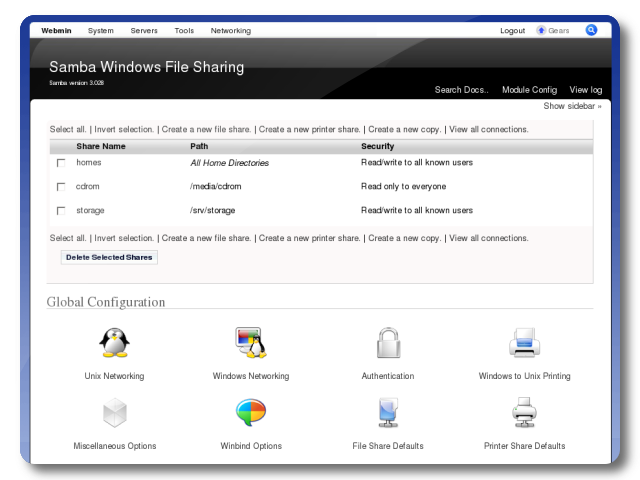 Webmin System Servers Tools Networking Logout Gears
Samba Windows File Sharing
Samba version 3.028
Search Docs.. Module Config View log
Show sidebar »
Select all. | Invert selection. | Create a new file share. | Create a new printer share. | Create a new copy. | View all connections.
Share Name Path Security
homes All Home Directories Read/write to all known users
cdrom /media/cdrom Read only to everyone
storage /srv/storage Read/write to all known users
Select all. | Invert selection. | Create a new file share. | Create a new printer share. | Create a new copy. | View all connections.
Delete Selected Shares
Global Configuration
Unix Networking Windows Networking Authentication Windows to Unix Printing
Miscellaneous Options Winbind Options File Share Defaults Printer Share Defaults